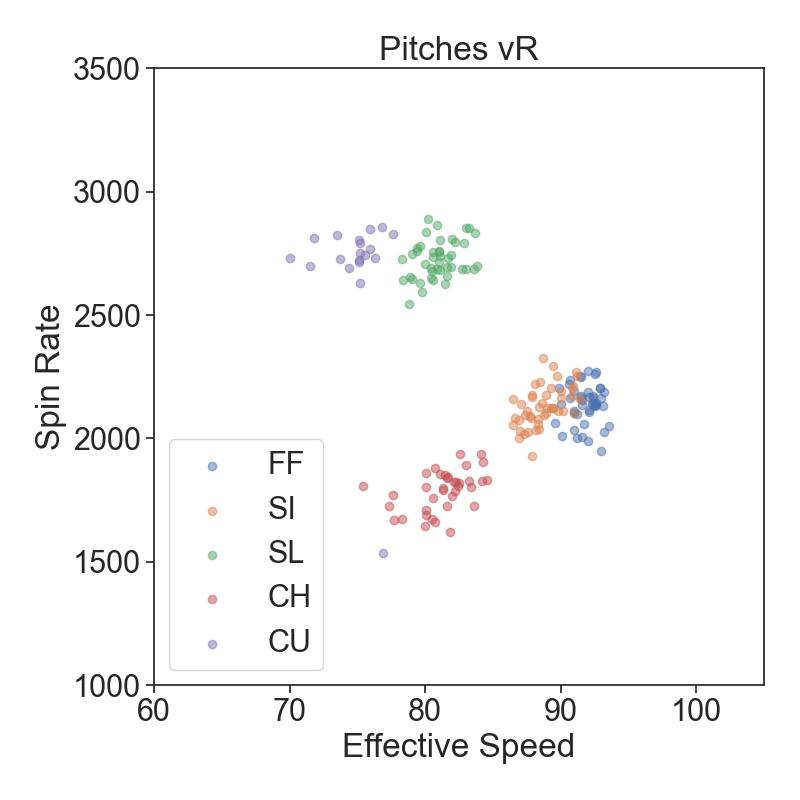 Pitches vR
3500
3000
2500
2000
1500
1000
Spin Rate
FF
SI
SL
CH
CU
60 70 80 90 100
Effective Speed